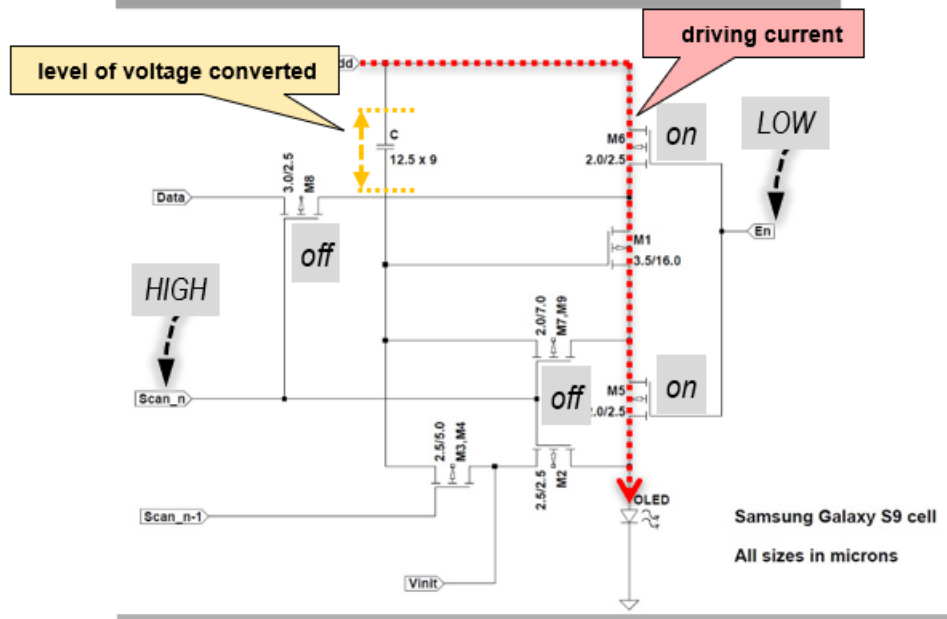 driving current
level of voltage converted
dd
on
LOW
C
12.5 x 9
M6
2.0/2.5
3.0/2.5
M8
Data
En
off
M1
3.5/16.0
HIGH
2.0/7.0
M7,M9
Scan_n
off
M5
2.0/2.5
on
2.5/5.0
M3,M4
2.5/2.5
M2
OLED
Scan_n-1
Samsung Galaxy S9 cell
All sizes in microns
Vinit